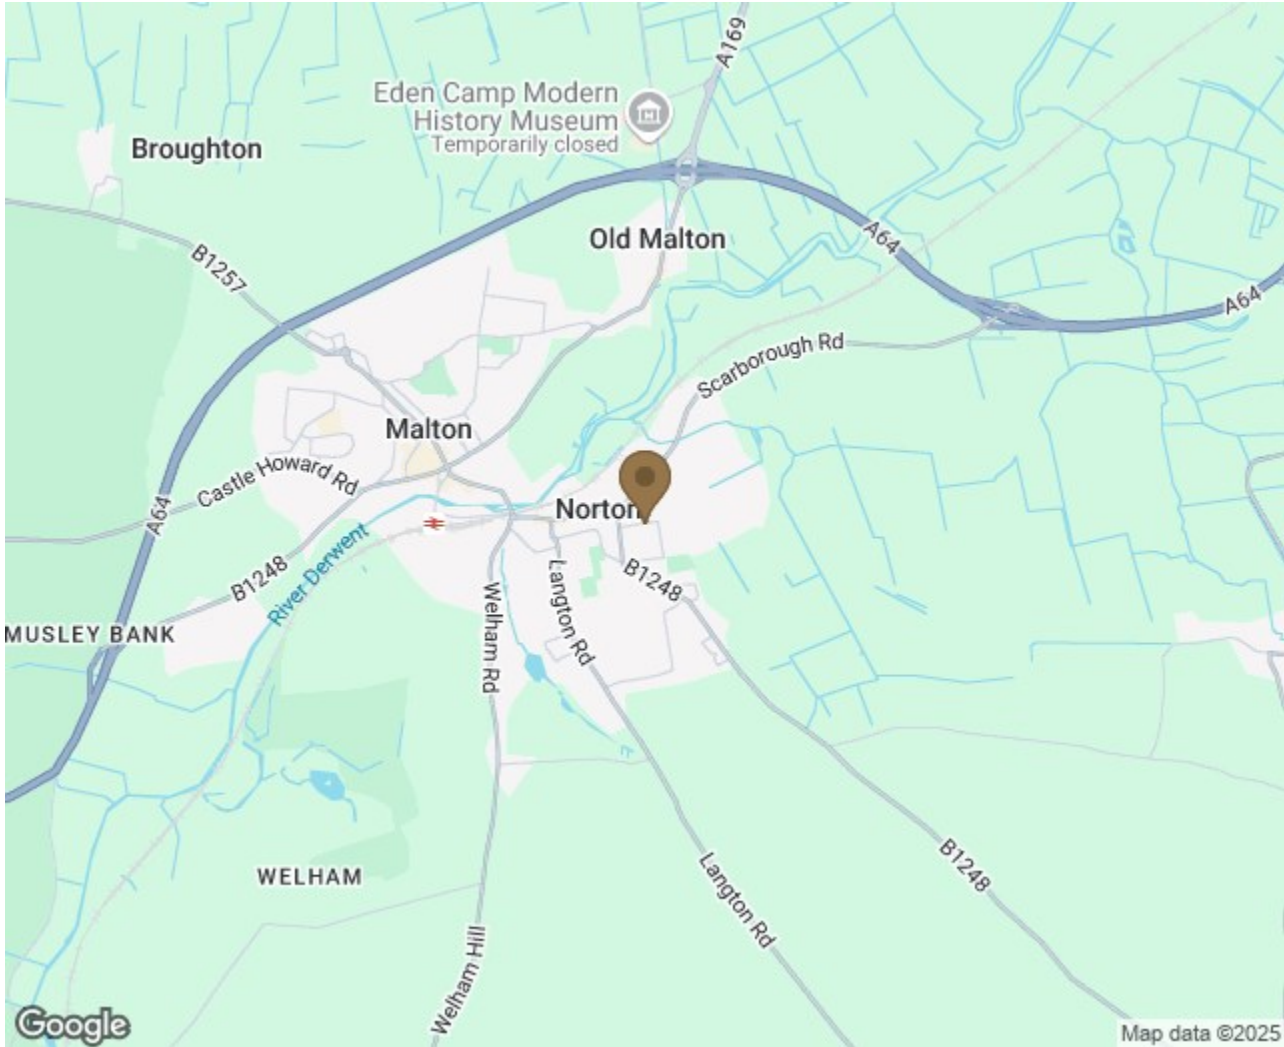 A169
Eden Camp Modern
History Museum
Temporarily closed
Broughton
Old Malton
A64
B1257
A64
Scarborough Rd
Malton
Castle Howard Rd
A64
Norton
B1248
River Derwent
Langton Rd
B1248
Welham Rd
MUSLEY BANK
WELHAM
Langton Rd
B1248
Welham Hill
Google
Map data ©2025